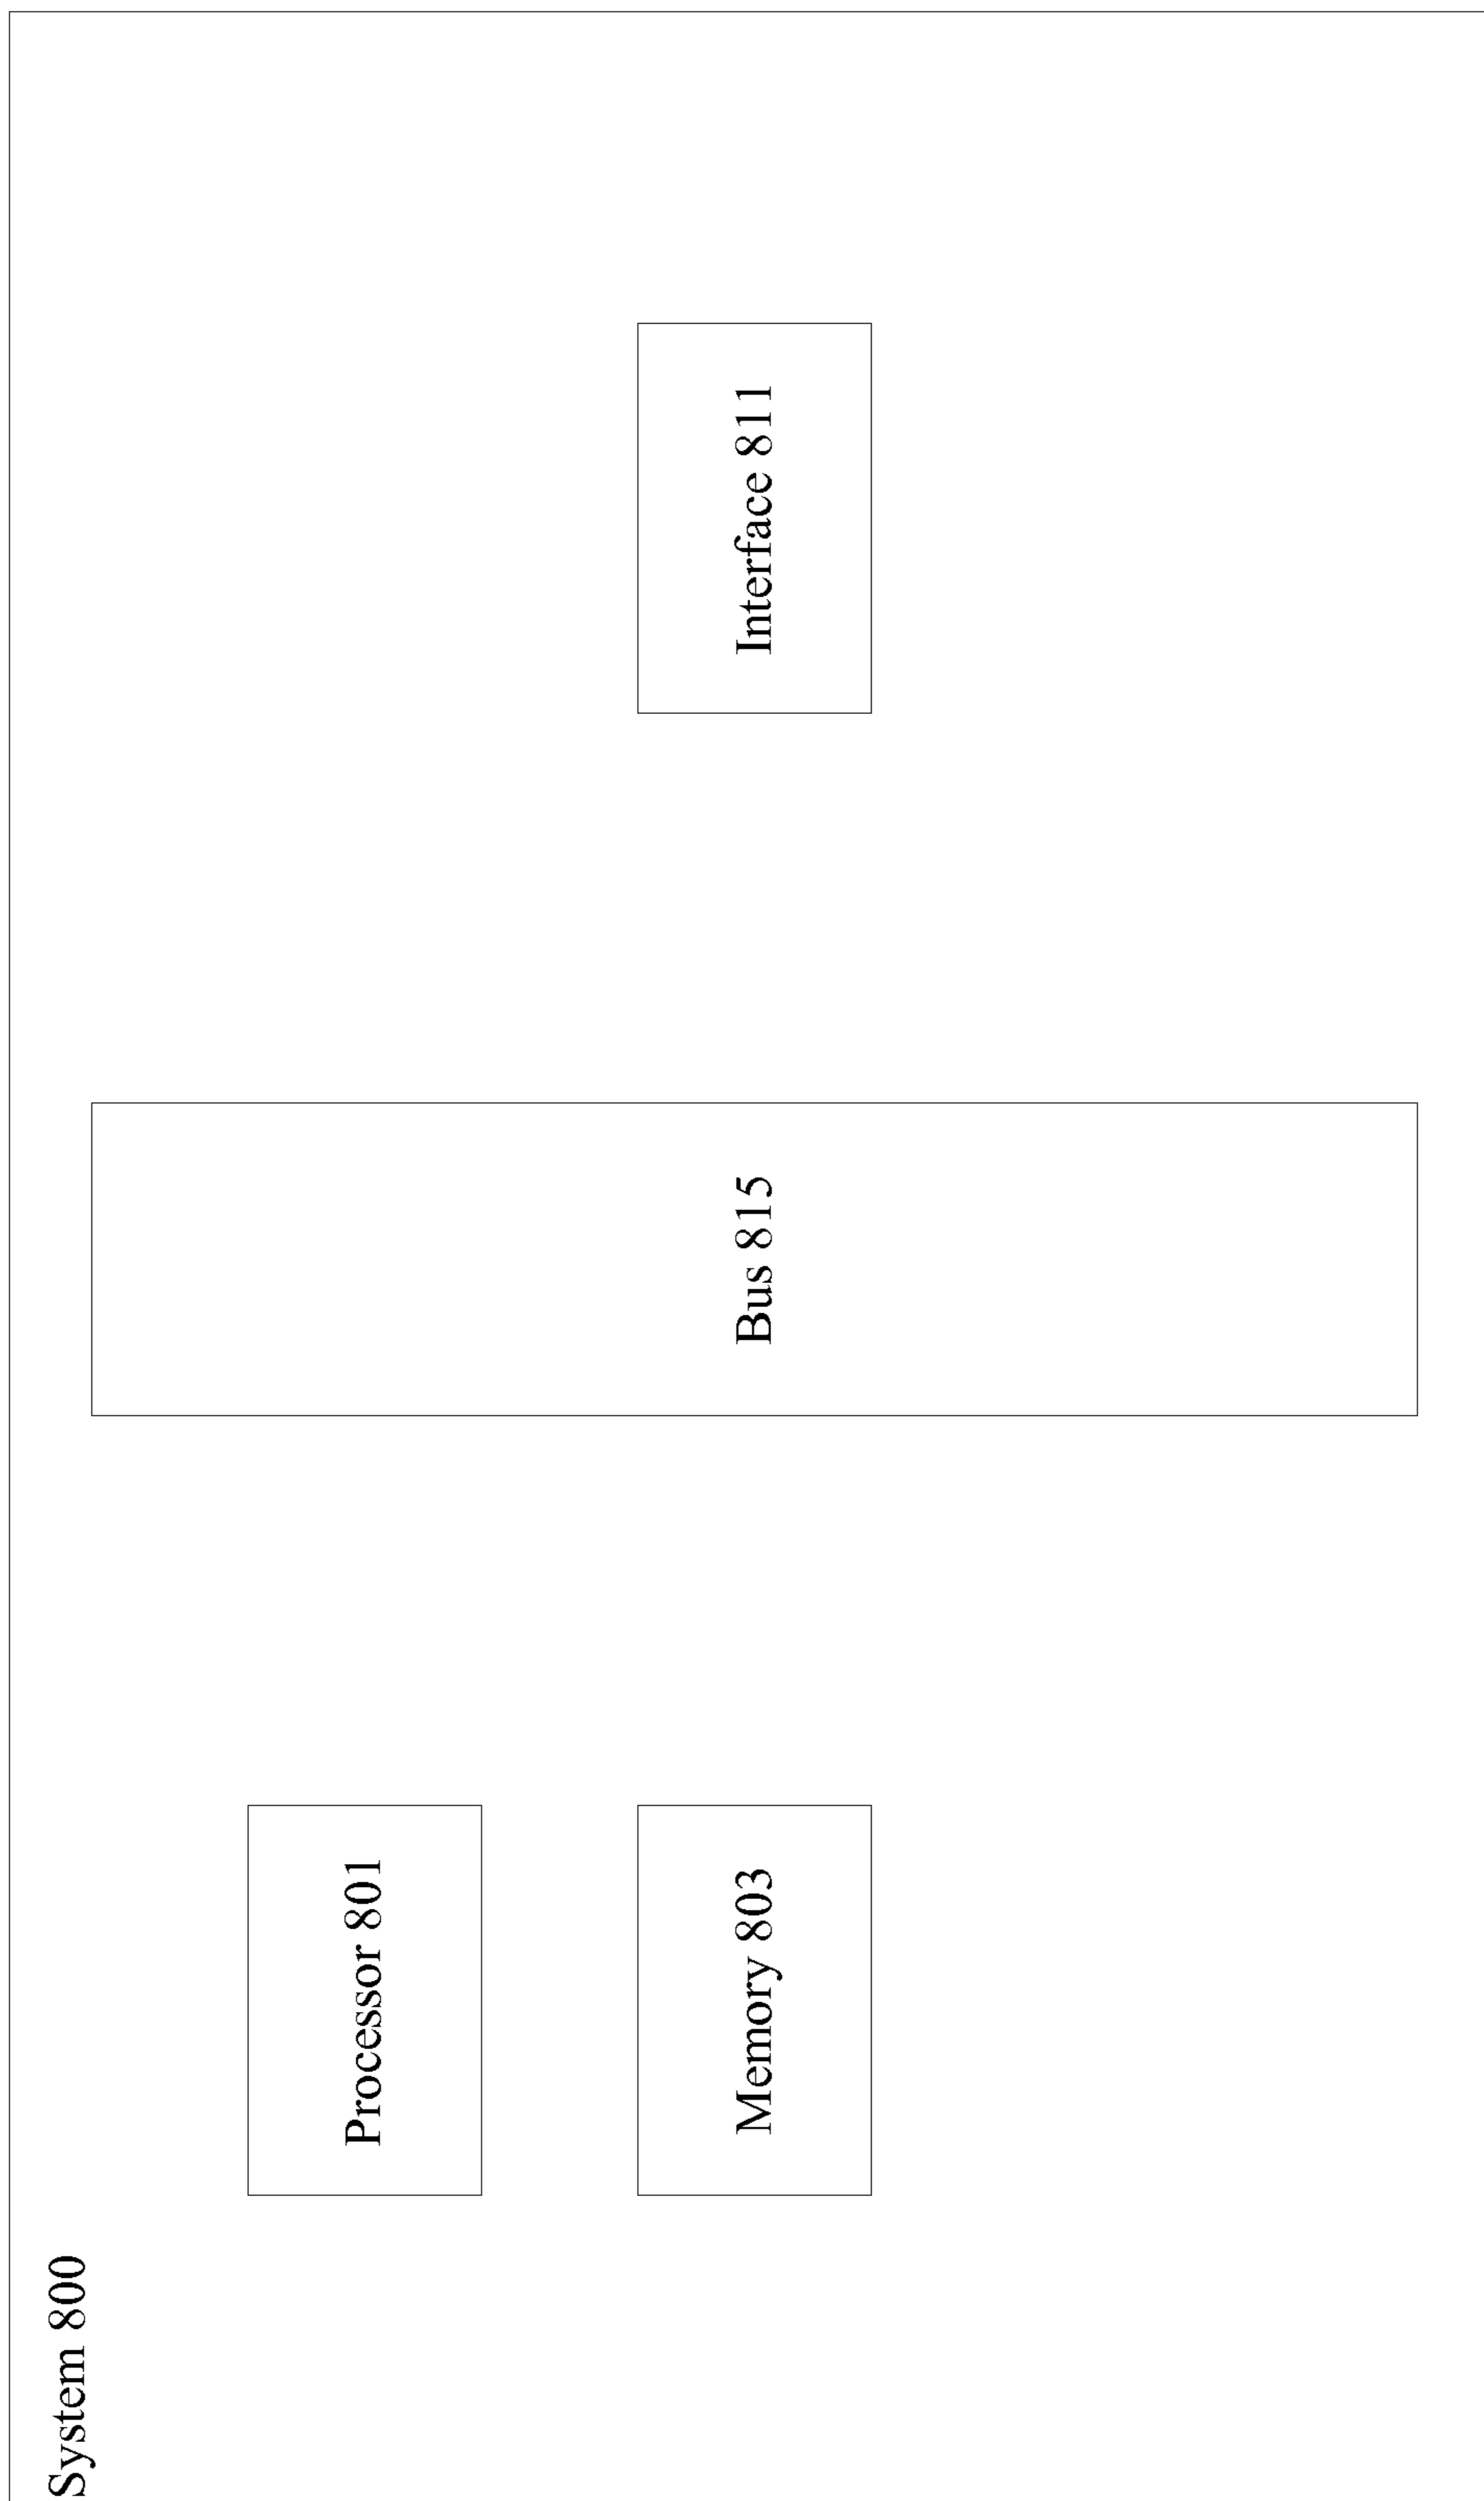 System 800
Processor 801
Memory 803
Bus 815
Interface 811